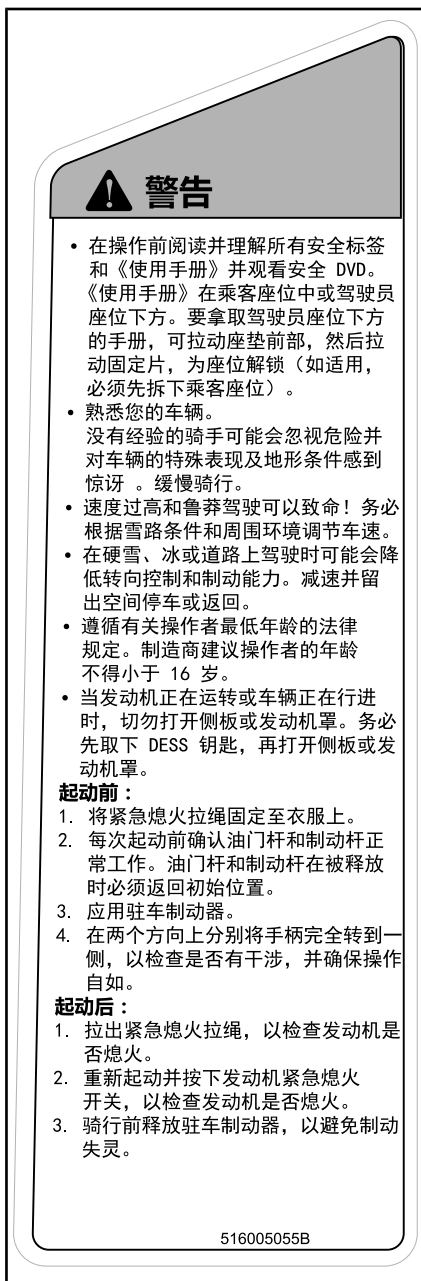 警告
• 在操作前阅读并理解所有安全标签
和《使用手册》并观看安全 DVD。
《使用手册》在乘客座位中或驾驶员
座位下方。要拿取驾驶员座位下方
的手册，可拉动座垫前部，然后拉
动固定片，为座位解锁（如适用，
必须先拆下乘客座位）。
• 熟悉您的车辆。
没有经验的骑手可能会忽视危险并
对车辆的特殊表现及地形条件感到
惊讶 。缓慢骑行。
• 速度过高和鲁莽驾驶可以致命！务必
根据雪路条件和周围环境调节车速。
• 在硬雪、冰或道路上驾驶时可能会降
低转向控制和制动能力。减速并留
出空间停车或返回。
• 遵循有关操作者最低年龄的法律
规定。制造商建议操作者的年龄
不得小于 16 岁。
• 当发动机正在运转或车辆正在行进
时，切勿打开侧板或发动机罩。务必
先取下 DESS 钥匙，再打开侧板或发
动机罩。
起动前：
1. 将紧急熄火拉绳固定至衣服上。
2. 每次起动前确认油门杆和制动杆正
常工作。油门杆和制动杆在被释放
时必须返回初始位置。
3. 应用驻车制动器。
4. 在两个方向上分别将手柄完全转到一
侧，以检查是否有干涉，并确保操作
自如。
起动后：
1. 拉出紧急熄火拉绳，以检查发动机是
否熄火。
2. 重新起动并按下发动机紧急熄火
开关，以检查发动机是否熄火。
3. 骑行前释放驻车制动器，以避免制动
失灵。
516005055B